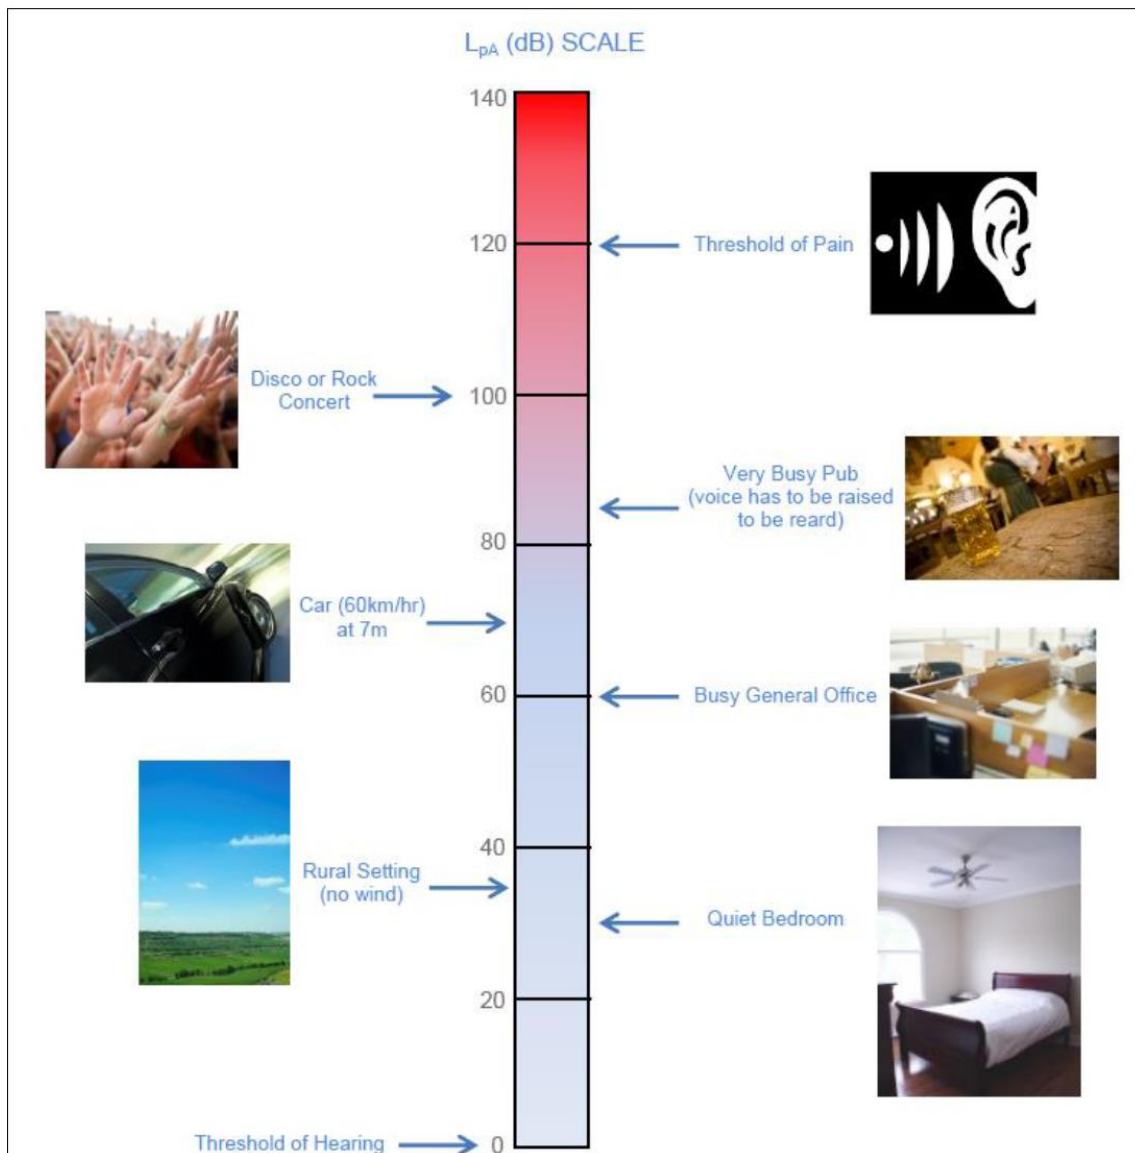 LpA (dB) SCALE
140
120
Threshold of Pain
Disco or Rock
Concert
100
Very Busy Pub
(voice has to be raised
to be reard)
80
Car (60km/hr)
at 7m
60
Busy General Office
40
Rural Setting
(no wind)
Quiet Bedroom
20
Threshold of Hearing
0